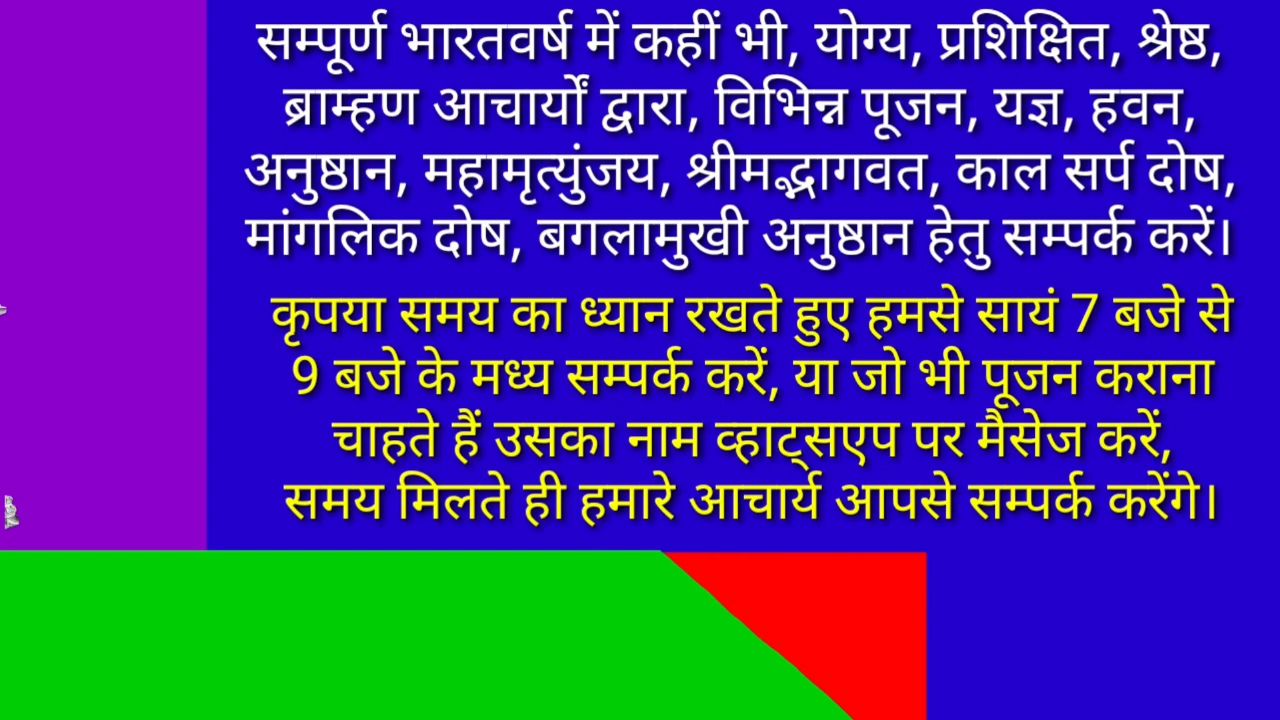 सम्पूर्ण भारतवर्ष में कहीं भी, योग्य, प्रशिक्षित, श्रेष्ठ,
ब्राम्हण आचार्यों द्वारा, विभिन्न पूजन, यज्ञ, हवन,
अनुष्ठान, महामृत्युंजय, श्रीमद्भागवत, काल सर्प दोष,
मांगलिक दोष, बगलामुखी अनुष्ठान हेतु सम्पर्क करें।
कृपया समय का ध्यान रखते हुए हमसे सायं 7 बजे से
9 बजे के मध्य सम्पर्क करें, या जो भी पूजन कराना
चाहते हैं उसका नाम व्हाट्सएप पर मैसेज करें,
समय मिलते ही हमारे आचार्य आपसे सम्पर्क करेंगे।